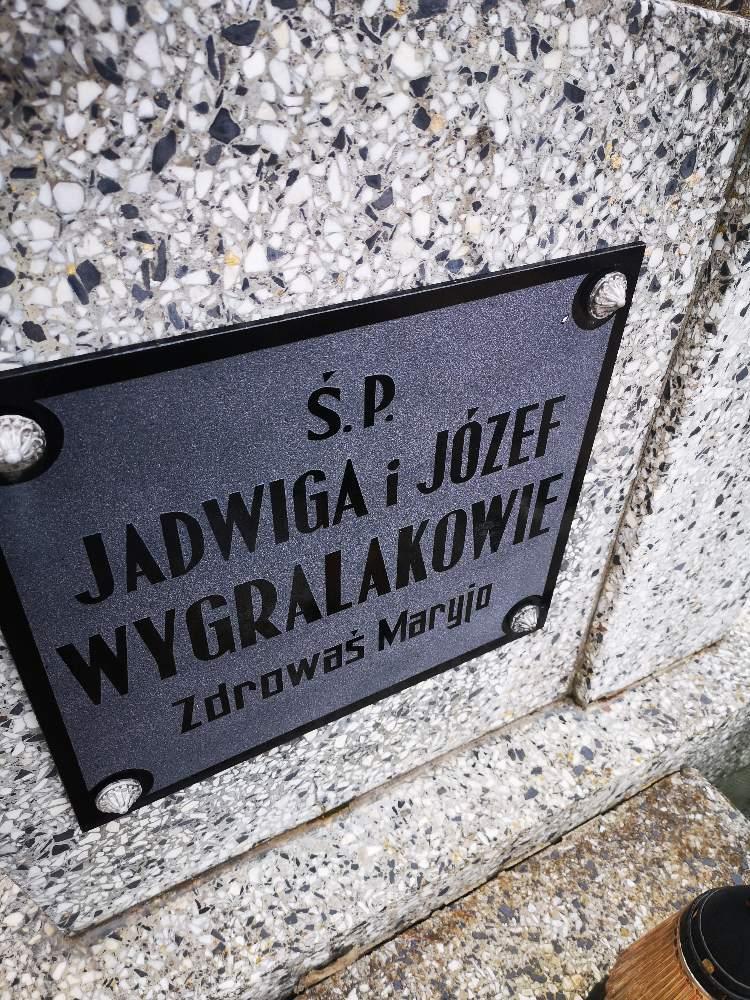 Ś.P.
JADWIGA i JÓZEF
WYGRALAKOWIE
Zdrowaś Maryjo